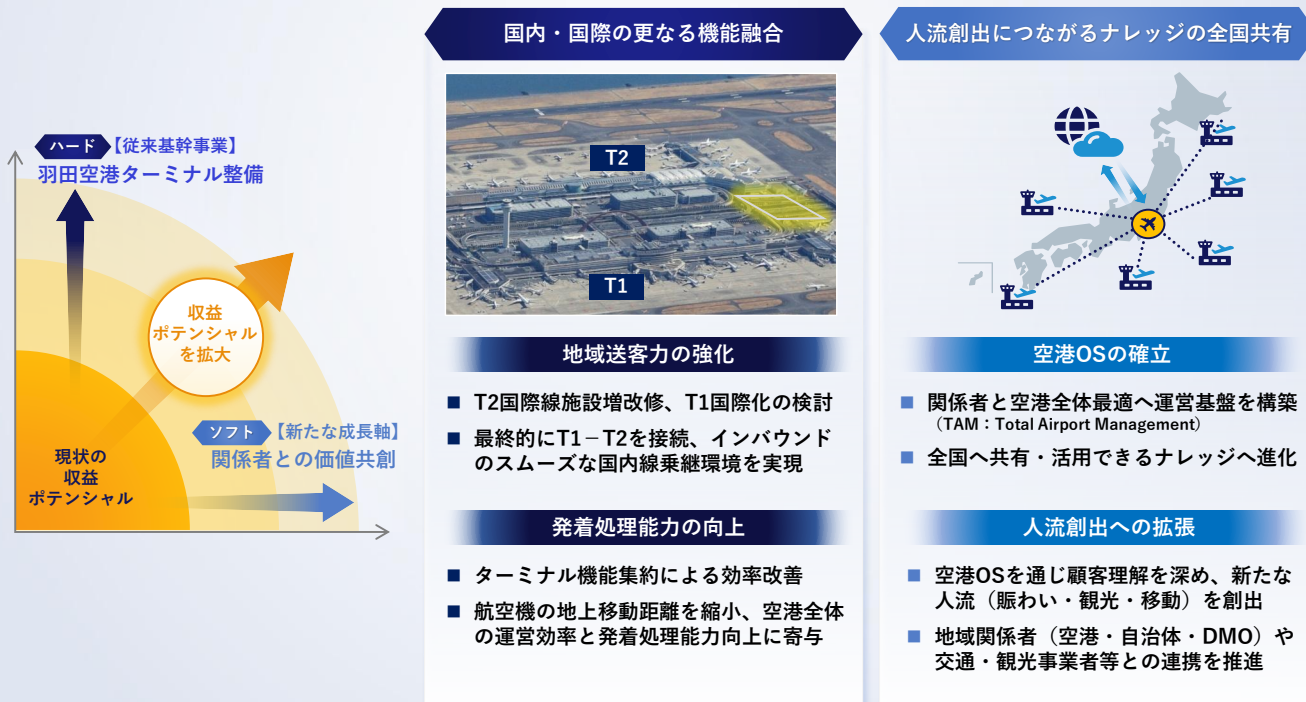 ハード 【従来基幹事業】
羽田空港ターミナル整備
収益
ポテンシャル
を拡大
ソフト 【新たな成長軸】
関係者との価値共創
現状の
収益
ポテンシャル
国内・国際の更なる機能融合
T2
T1
地域送客力の強化
■ T2国際線施設増改修、T1国際化の検討
■ 最終的にT1－T2を接続、インバウンド
のスムーズな国内線乗継環境を実現
発着処理能力の向上
■ ターミナル機能集約による効率改善
■ 航空機の地上移動距離を縮小、空港全体
の運営効率と発着処理能力向上に寄与
人流創出につながるナレッジの全国共有
空港OSの確立
■ 関係者と空港全体最適へ運営基盤を構築
（TAM：Total Airport Management）
■ 全国へ共有・活用できるナレッジへ進化
人流創出への拡張
■ 空港OSを通じ顧客理解を深め、新たな
人流（賑わい・観光・移動）を創出
■ 地域関係者（空港・自治体・DMO）や
交通・観光事業者等との連携を推進